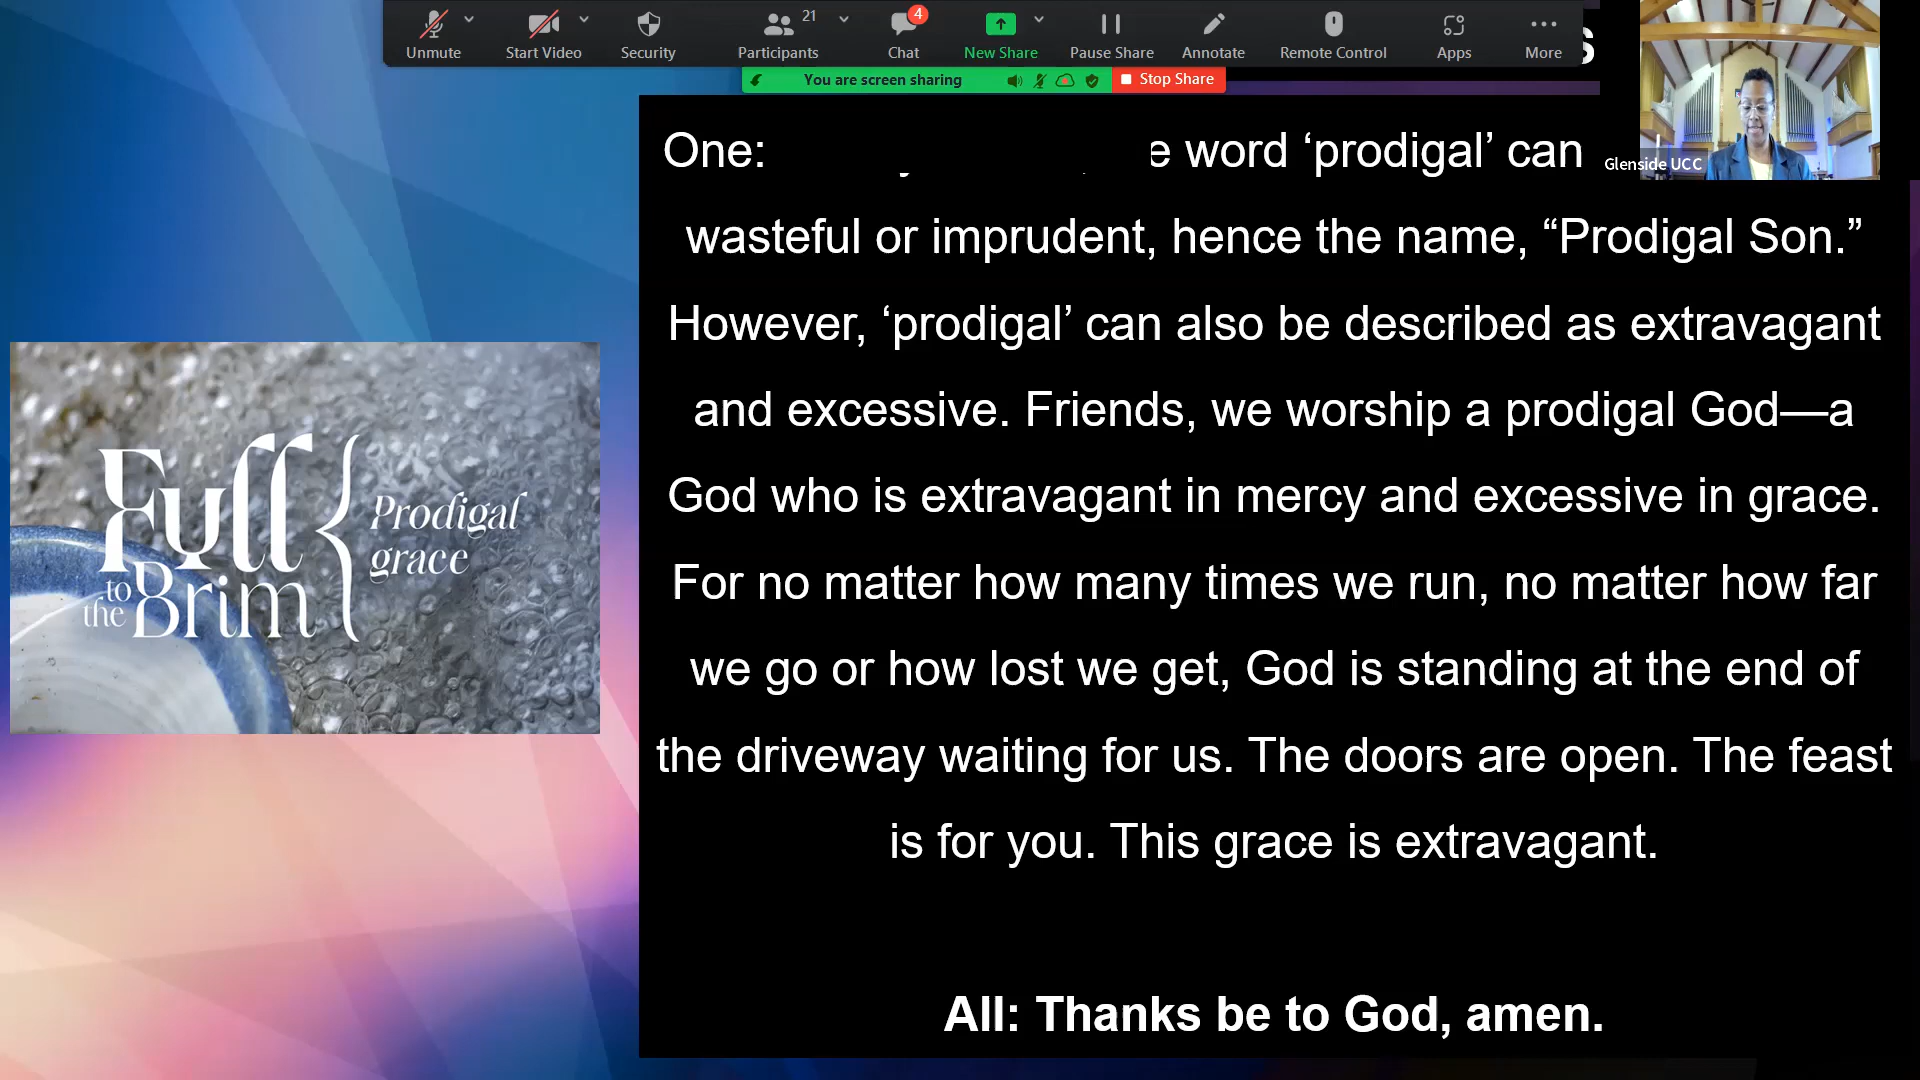 21
4
Unmute
Start Video
Security
Participants
Chat
New Share
Pause Share
Annotate
Remote Control
Apps
More
You are screen sharing
Stop Share
Glenside UCC
One: word ‘prodigal’ can
wasteful or imprudent, hence the name, “Prodigal Son.”
However, ‘prodigal’ can also be described as extravagant
and excessive. Friends, we worship a prodigal God—a
God who is extravagant in mercy and excessive in grace.
For no matter how many times we run, no matter how far
we go or how lost we get, God is standing at the end of
the driveway waiting for us. The doors are open. The feast
is for you. This grace is extravagant.
All: Thanks be to God, amen.
Full
to the Brim
Prodigal
grace